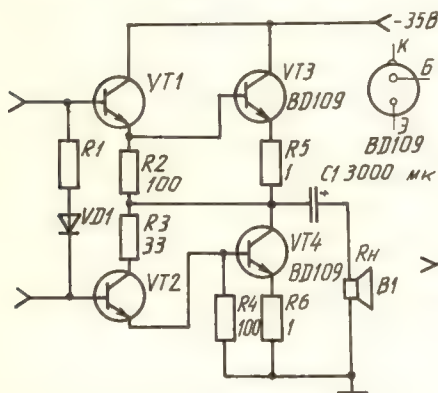 -35В
К
Б
Э
BD109
VT1
VT3
BD109
R1
R2
100
R5
1
C1 3000 мк
VD1
R3
33
VT2
VT4
BD109
Rн
B1
R4
100
R6
1